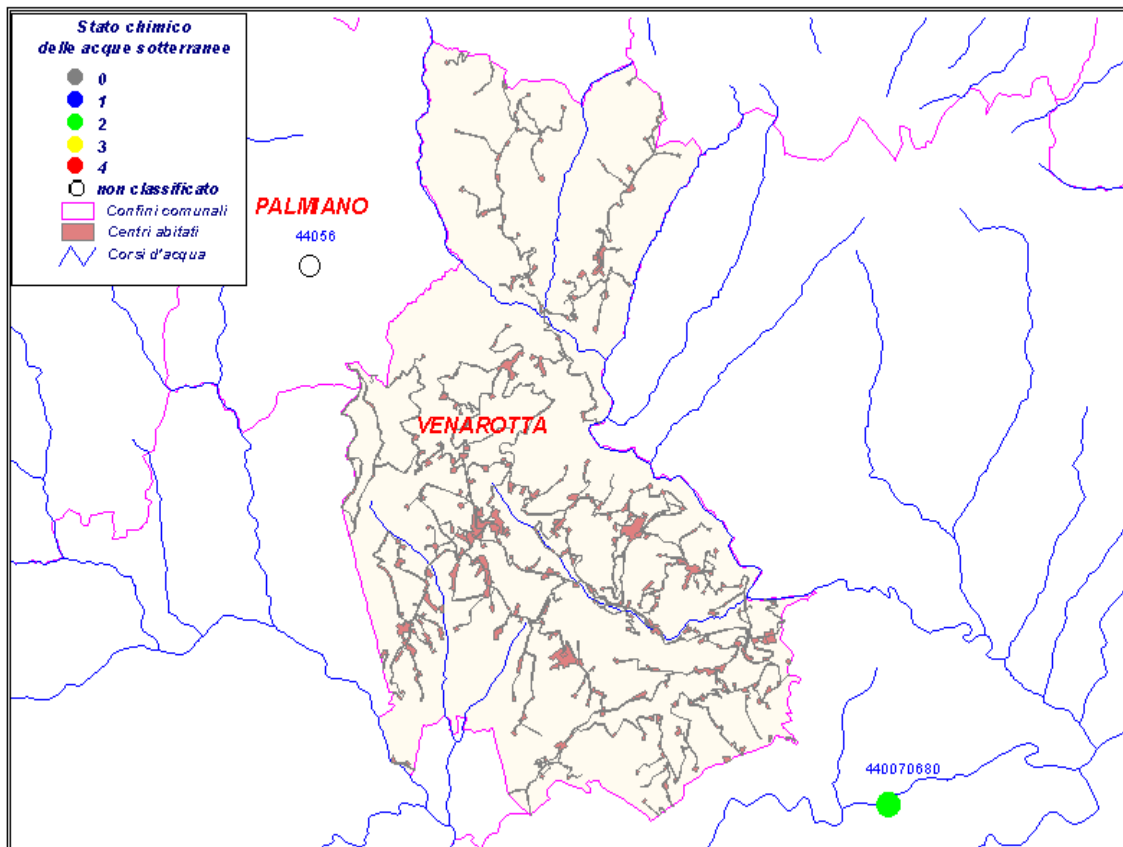 Stato chimico
delle acque sotterranee
0
1
2
3
4
non classificato
Confini comunali
Centri abitati
Corsi d'acqua
PALMIANO
44056
VENAROTTA
440070680